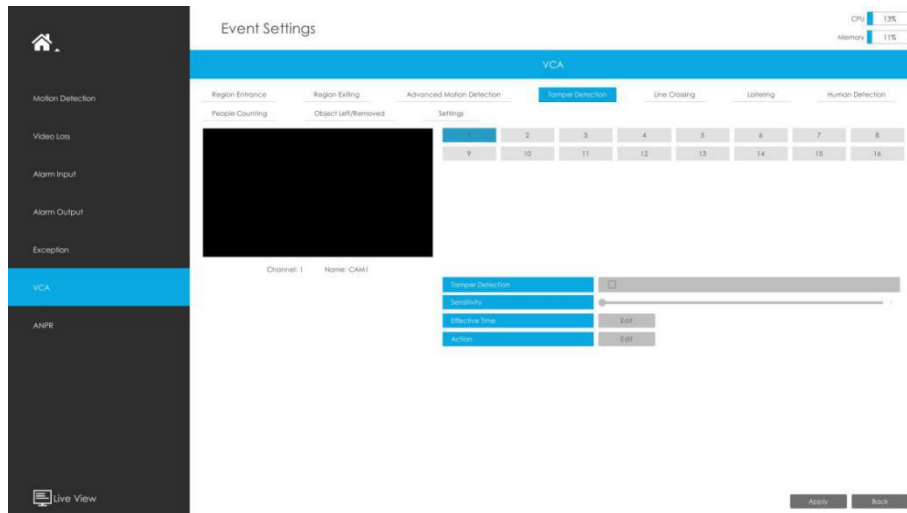 Event Settings
CPU 13%
Memory 11%
VCA
Motion Detection
Video Loss
Alarm Input
Alarm Output
Exception
VCA
ANPR
Live View
Region Entrance Region Exiting Advanced Motion Detection Tamper Detection Line Crossing Loitering Human Detection
People Counting Object Left/Removed Settings
1 2 3 4 5 6 7 8
9 10 11 12 13 14 15 16
Channel: 1 Name: CAM1
Tamper Detection
Sensitivity 1
Effective Time Edit
Action Edit
Apply Back